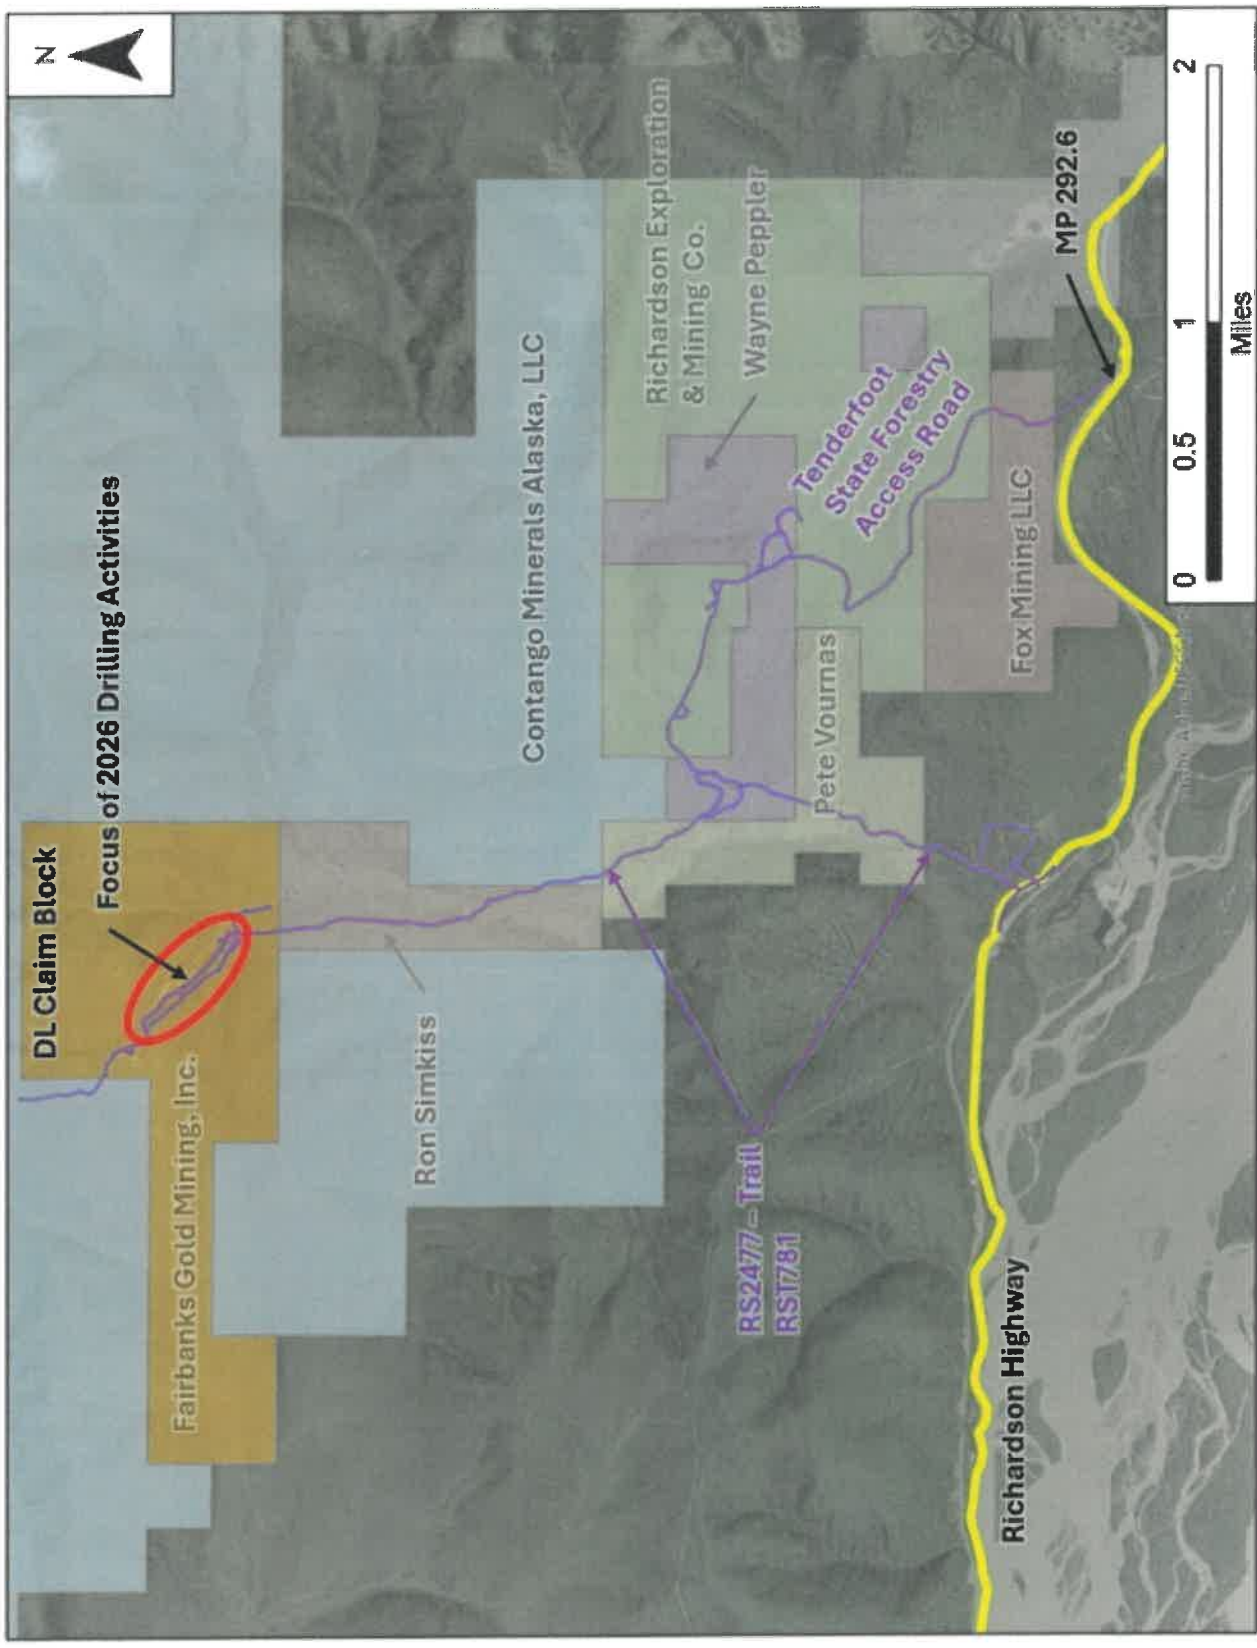 N
DL Claim Block
Focus of 2026 Drilling Activities
Fairbanks Gold Mining, Inc.
Ron Simkiss
Contango Minerals Alaska, LLC
Richardson Exploration
& Mining Co.
Wayne Peppler
Tenderfoot
State Forestry
Access Road
Pete Vournas
Fox Mining LLC
RS2477 – Trail
RST781
MP 292.6
Richardson Highway
0 0.5 1 2
Miles